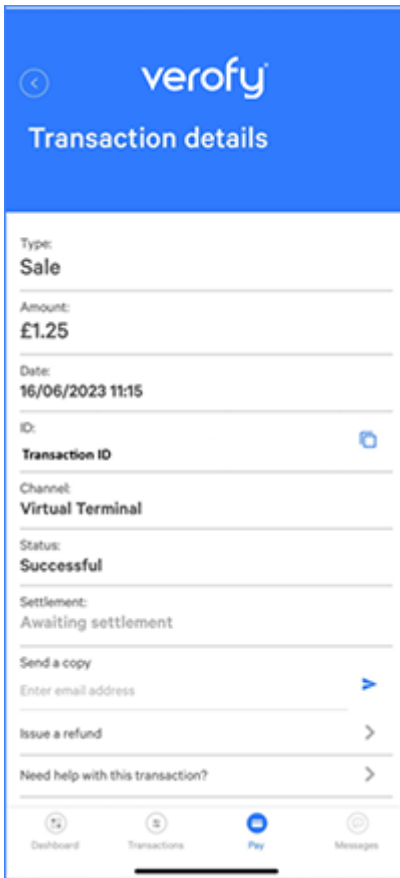 verofy
Transaction details
Type:
Sale
Amount:
£1.25
Date:
16/06/2023 11:15
ID:
Transaction ID
Channel:
Virtual Terminal
Status:
Successful
Settlement:
Awaiting settlement
Send a copy
Enter email address
Issue a refund
Need help with this transaction?
Dashboard Transactions Pay Messages